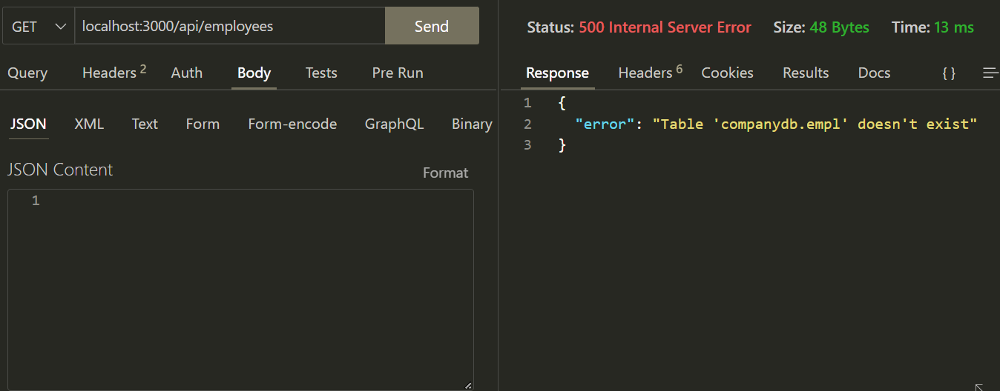 GET localhost:3000/api/employees Send
Query Headers 2 Auth Body Tests Pre Run
JSON XML Text Form Form-encode GraphQL Binary
JSON Content Format
1
Status: 500 Internal Server Error Size: 48 Bytes Time: 13 ms
Response Headers 6 Cookies Results Docs { }
1 {
2 "error": "Table 'companydb.empl' doesn't exist"
3 }